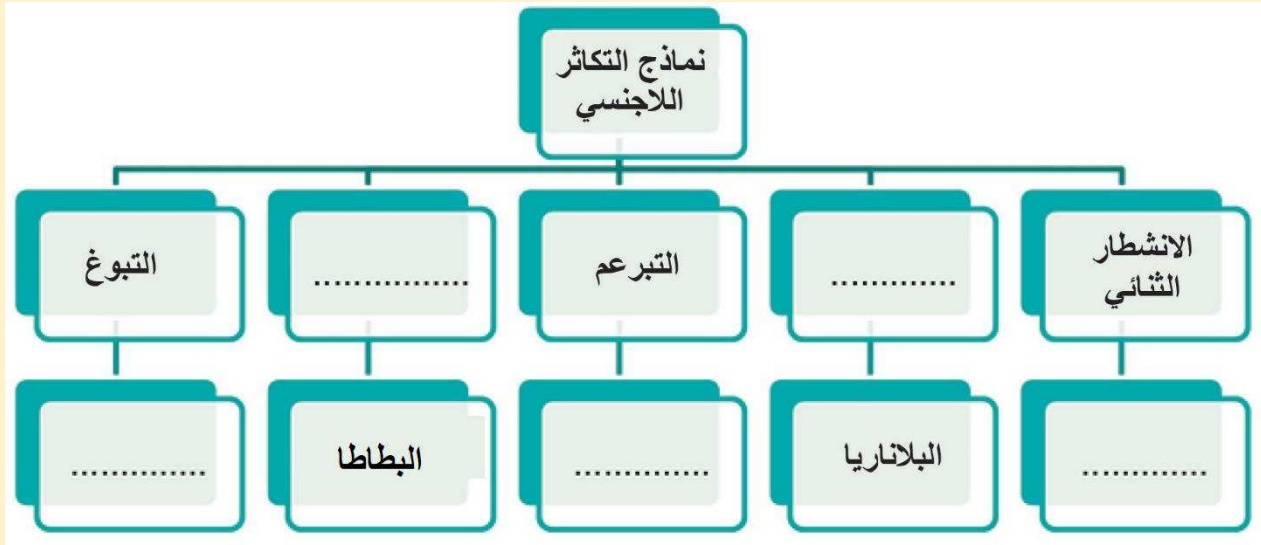 نماذج التكاثر
اللاجنسي
الانشطار
الثنائي
.............
التبرعم
................
التبوغ
.............
البلاناريا
..............
البطاطا
..............